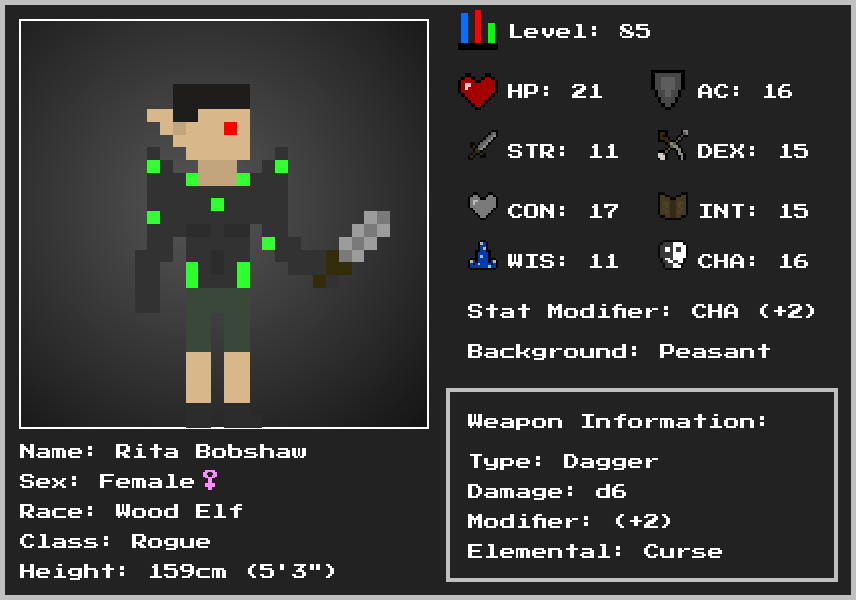 Level: 85
HP: 21 AC: 16
STR: 11 DEX: 15
CON: 17 INT: 15
WIS: 11 CHA: 16
Stat Modifier: CHA (+2)
Background: Peasant
Weapon Information:
Type: Dagger
Damage: d6
Modifier: (+2)
Elemental: Curse
Name: Rita Bobshaw
Sex: Female♀
Race: Wood Elf
Class: Rogue
Height: 159cm (5'3")